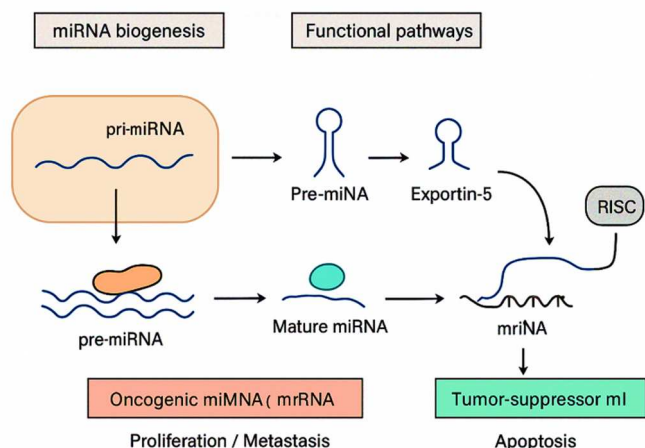 miRNA biogenesis
Functional pathways
pri-miRNA
Pre-miNA
Exportin-5
RISC
pre-miRNA
Mature miRNA
mriNA
Oncogenic miMNA ( mrRNA
Tumor-suppressor ml
Proliferation / Metastasis
Apoptosis